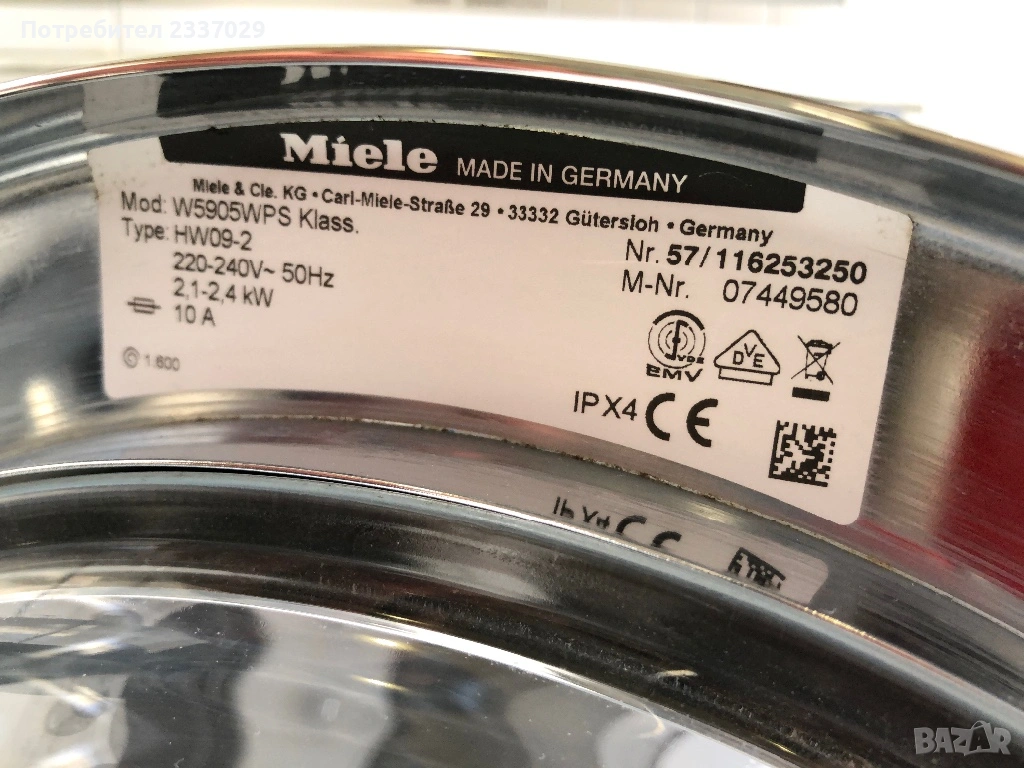 Потребител 2337029
Miele MADE IN GERMANY
Miele & Cie. KG • Carl-Miele-Straße 29 • 33332 Gütersloh • Germany
Mod: W5905WPS Klass.
Type: HW09-2
220-240V~ 50Hz
2,1-2,4 kW
10 A
© 1.600
Nr. 57/116253250
M-Nr. 07449580
VDE
EMV
DVE
IPX4 CE
BAZAR